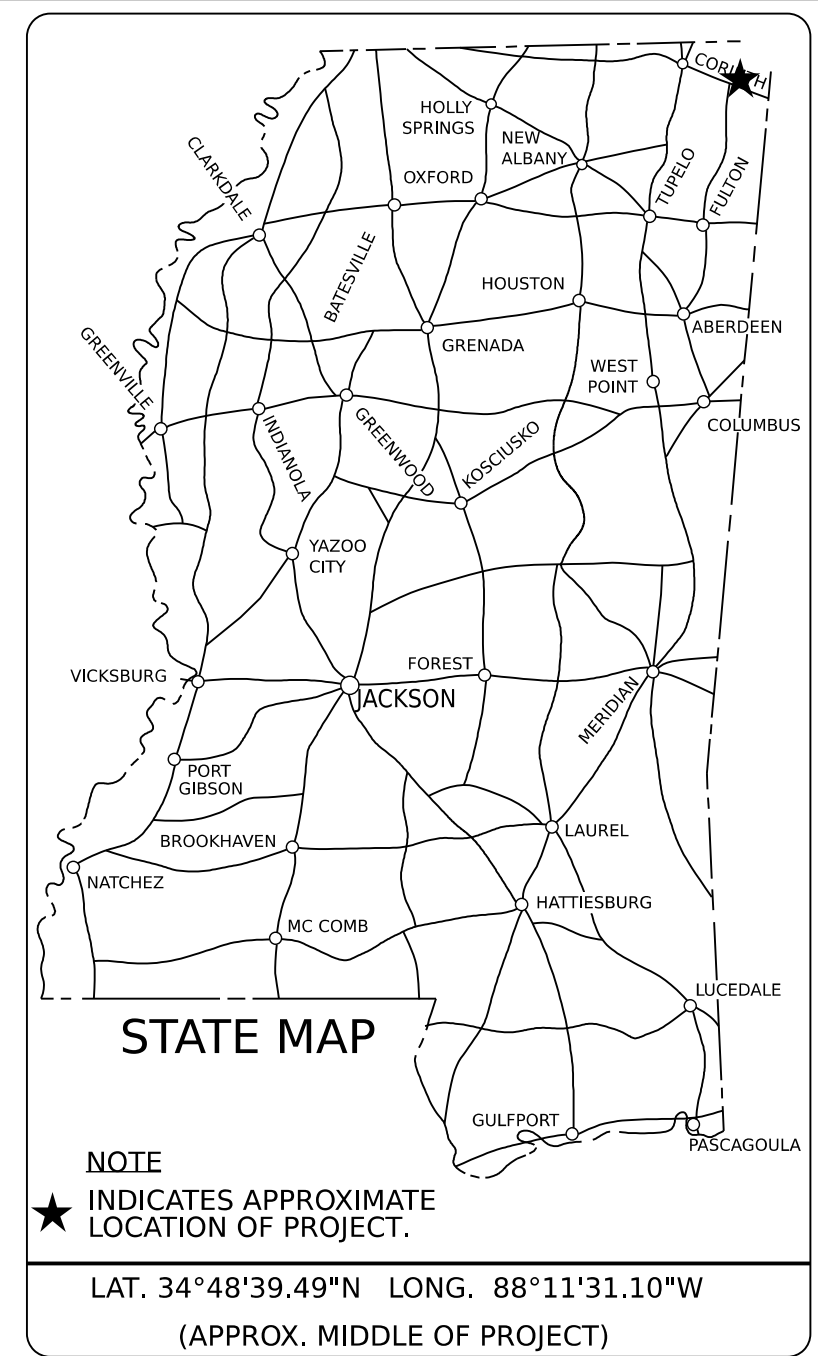 CORINTH
HOLLY
SPRINGS
NEW
ALBANY
CLARKDALE
OXFORD
TUPELO
FULTON
BATESVILLE
HOUSTON
ABERDEEN
GRENADA
GREENVILLE
WEST
POINT
COLUMBUS
INDIANOLA
GREENWOOD
KOSCIUSKO
YAZOO
CITY
VICKSBURG
FOREST
JACKSON
MERIDIAN
PORT
GIBSON
BROOKHAVEN
LAUREL
NATCHEZ
HATTIESBURG
MC COMB
LUCEDALE
STATE MAP
GULFPORT
PASCAGOULA
NOTE
INDICATES APPROXIMATE
LOCATION OF PROJECT.
LAT. 34°48'39.49"N LONG. 88°11'31.10"W
(APPROX. MIDDLE OF PROJECT)